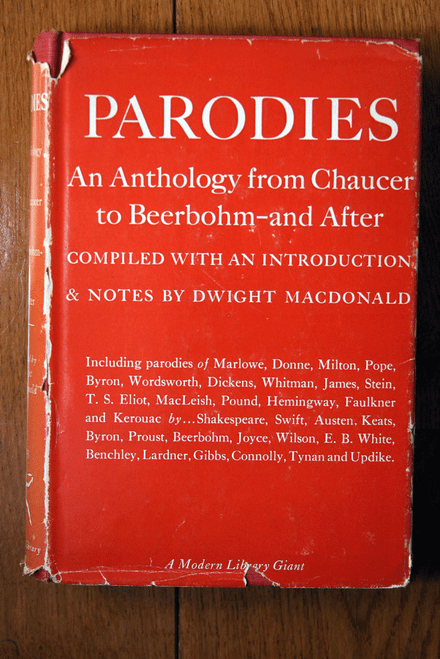 PARODIES
An Anthology from Chaucer
to Beerbohm–and After
COMPILED WITH AN INTRODUCTION
& NOTES BY DWIGHT MACDONALD
Including parodies of Marlowe, Donne, Milton, Pope,
Byron, Wordsworth, Dickens, Whitman, James, Stein,
T. S. Eliot, MacLeish, Pound, Hemingway, Faulkner
and Kerouac by...Shakespeare, Swift, Austen, Keats,
Byron, Proust, Beerbohm, Joyce, Wilson, E. B. White,
Benchley, Lardner, Gibbs, Connolly, Tynan and Updike.
A Modern Library Giant